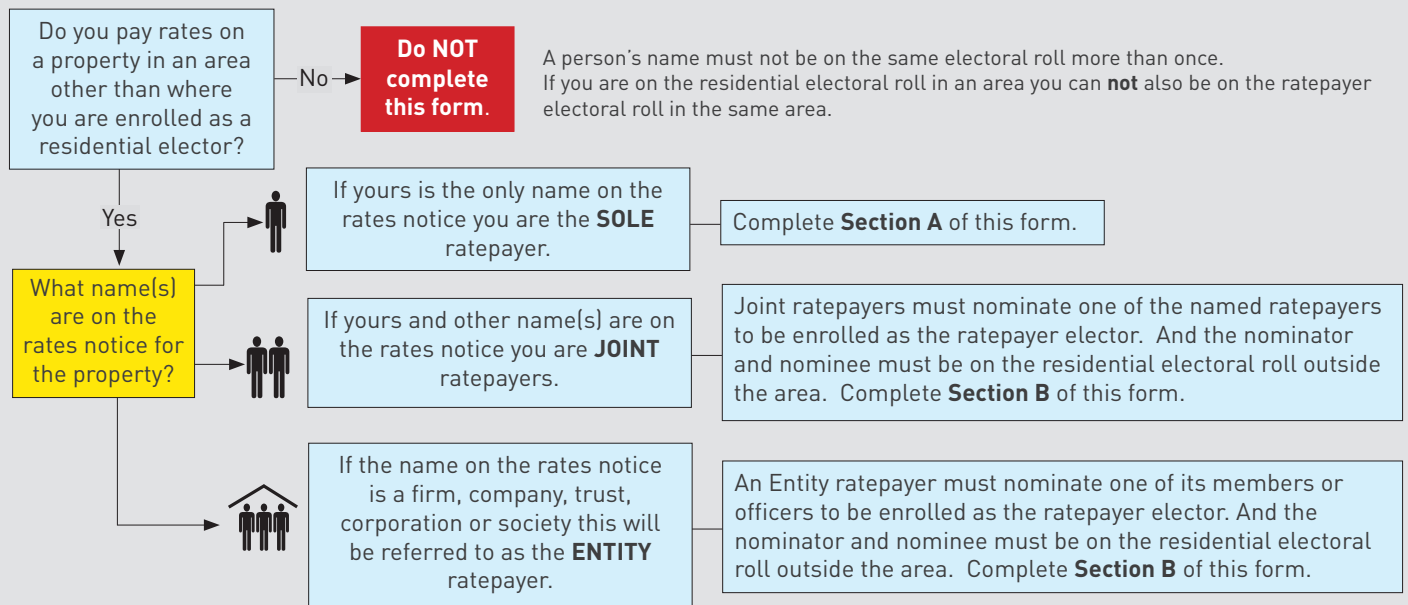 Do you pay rates on
a property in an area
other than where
you are enrolled as a
residential elector?
No
Do NOT
complete
this form.
A person's name must not be on the same electoral roll more than once.
If you are on the residential electoral roll in an area you can not also be on the ratepayer
electoral roll in the same area.
Yes
What name(s)
are on the
rates notice for
the property?
If yours is the only name on the
rates notice you are the SOLE
ratepayer.
Complete Section A of this form.
If yours and other name(s) are on
the rates notice you are JOINT
ratepayers.
Joint ratepayers must nominate one of the named ratepayers
to be enrolled as the ratepayer elector.  And the nominator
and nominee must be on the residential electoral roll outside
the area.  Complete Section B of this form.
If the name on the rates notice
is a firm, company, trust,
corporation or society this will
be referred to as the ENTITY
ratepayer.
An Entity ratepayer must nominate one of its members or
officers to be enrolled as the ratepayer elector. And the
nominator and nominee must be on the residential electoral
roll outside the area.  Complete Section B of this form.